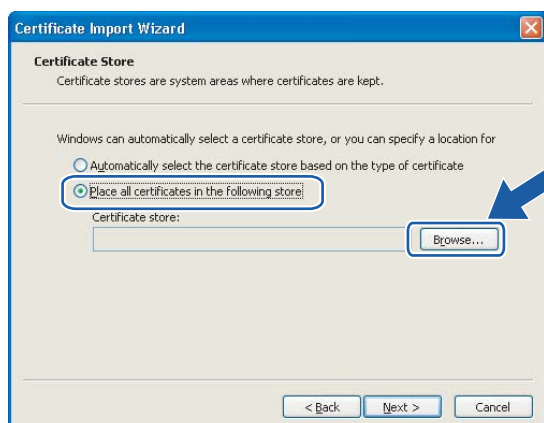 Certificate Import Wizard
Certificate Store
Certificate stores are system areas where certificates are kept.
Windows can automatically select a certificate store, or you can specify a location for
Automatically select the certificate store based on the type of certificate
Place all certificates in the following store
Certificate store:
Browse...
< Back
Next >
Cancel